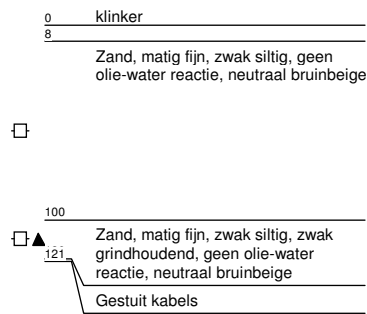 0 klinker
8
Zand, matig fijn, zwak siltig, geen
olie-water reactie, neutraal bruinbeige
100
Zand, matig fijn, zwak siltig, zwak
121 grindhoudend, geen olie-water
reactie, neutraal bruinbeige
Gestuit kabels